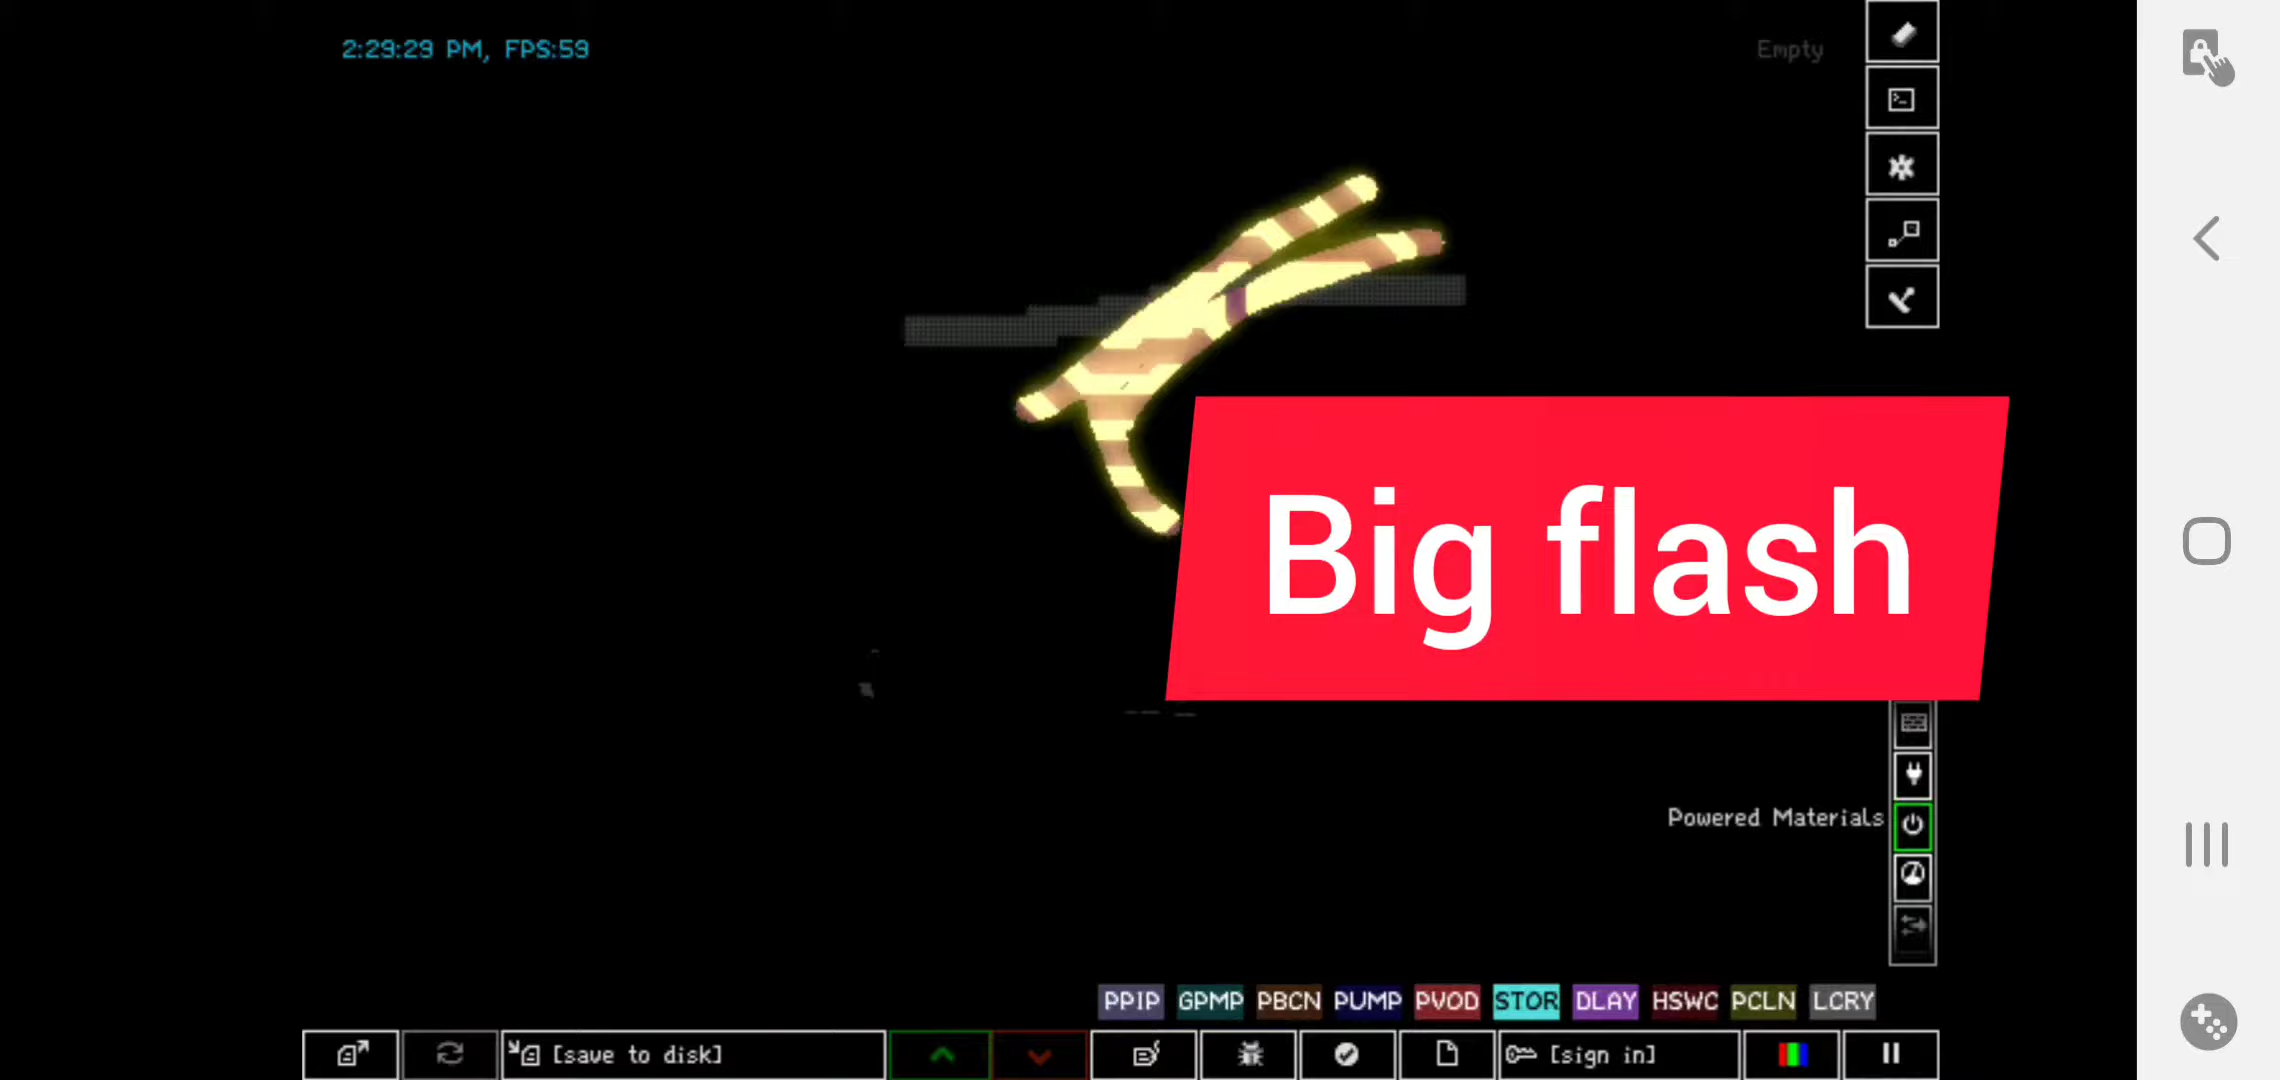 2:29:29 PM, FPS:59
Empty
Big flash
Powered Materials
PPIP GPMP PBCN PUMP PVOD STOR DLAY HSWC PCLN LCRY
[save to disk] [sign in]